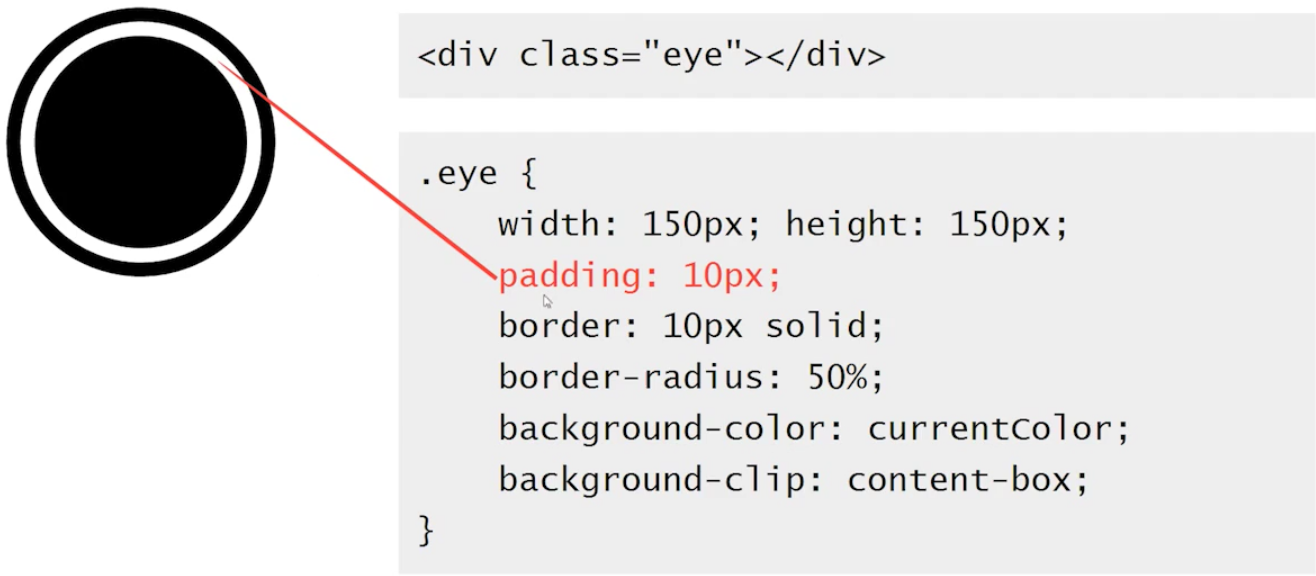 <div class="eye"></div>
.eye {
    width: 150px; height: 150px;
    padding: 10px;
    border: 10px solid;
    border-radius: 50%;
    background-color: currentColor;
    background-clip: content-box;
}